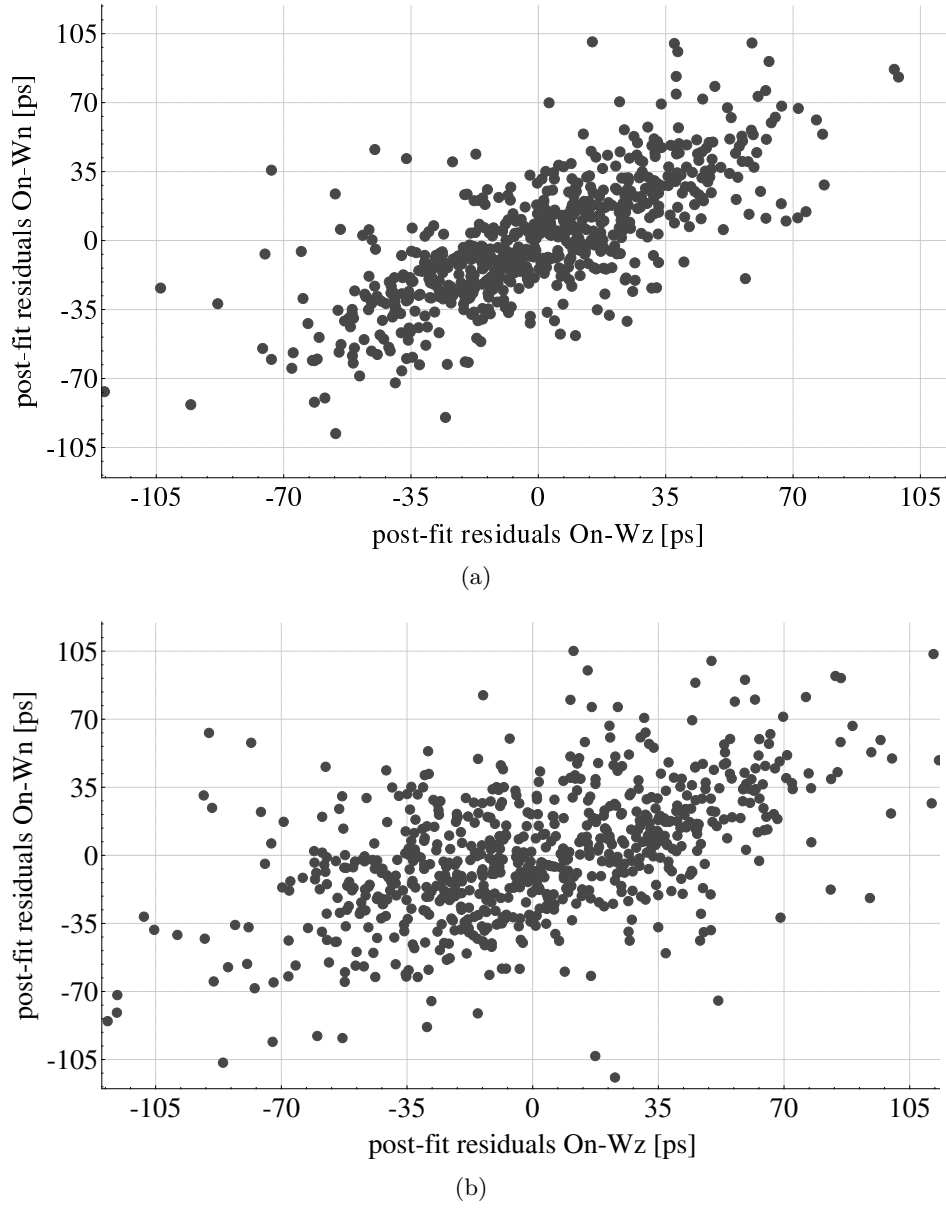 105
70
35
0
-35
-70
-105
post-fit residuals On-Wn [ps]
-105 -70 -35 0 35 70 105
post-fit residuals On-Wz [ps]
(a)
105
70
35
0
-35
-70
-105
post-fit residuals On-Wn [ps]
-105 -70 -35 0 35 70 105
post-fit residuals On-Wz [ps]
(b)